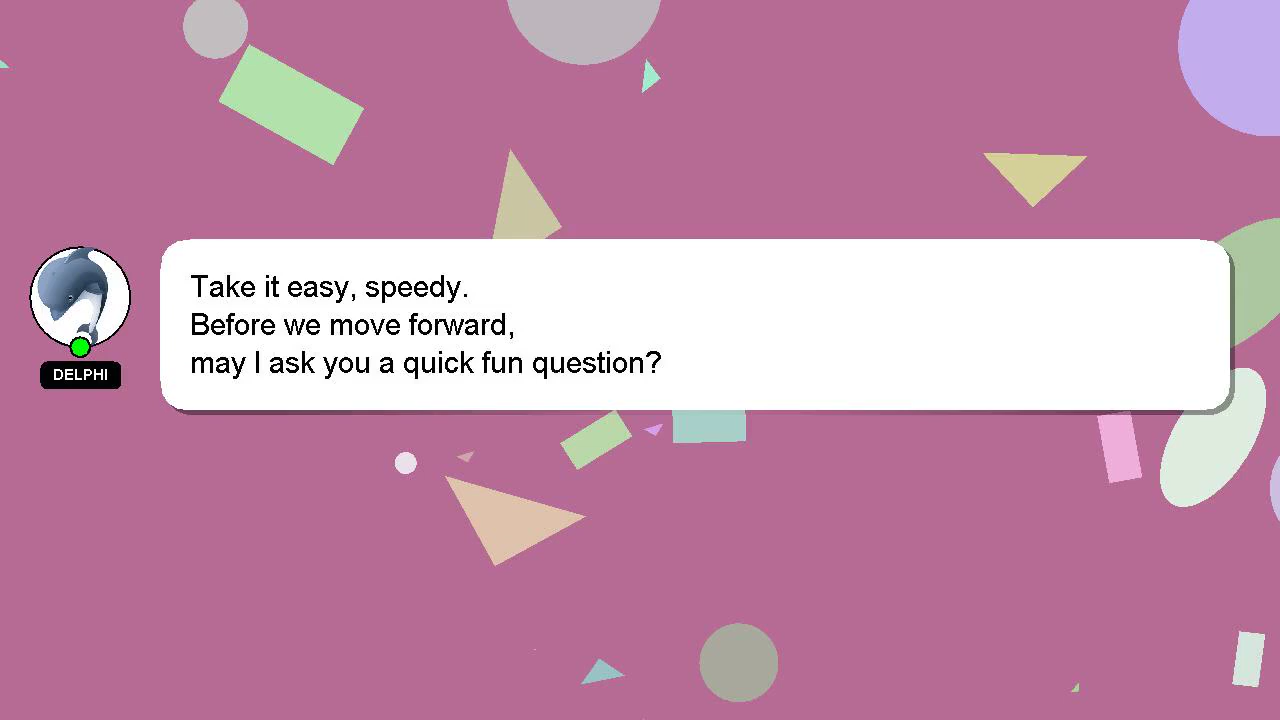 Take it easy, speedy.
Before we move forward,
may I ask you a quick fun question?
DELPHI